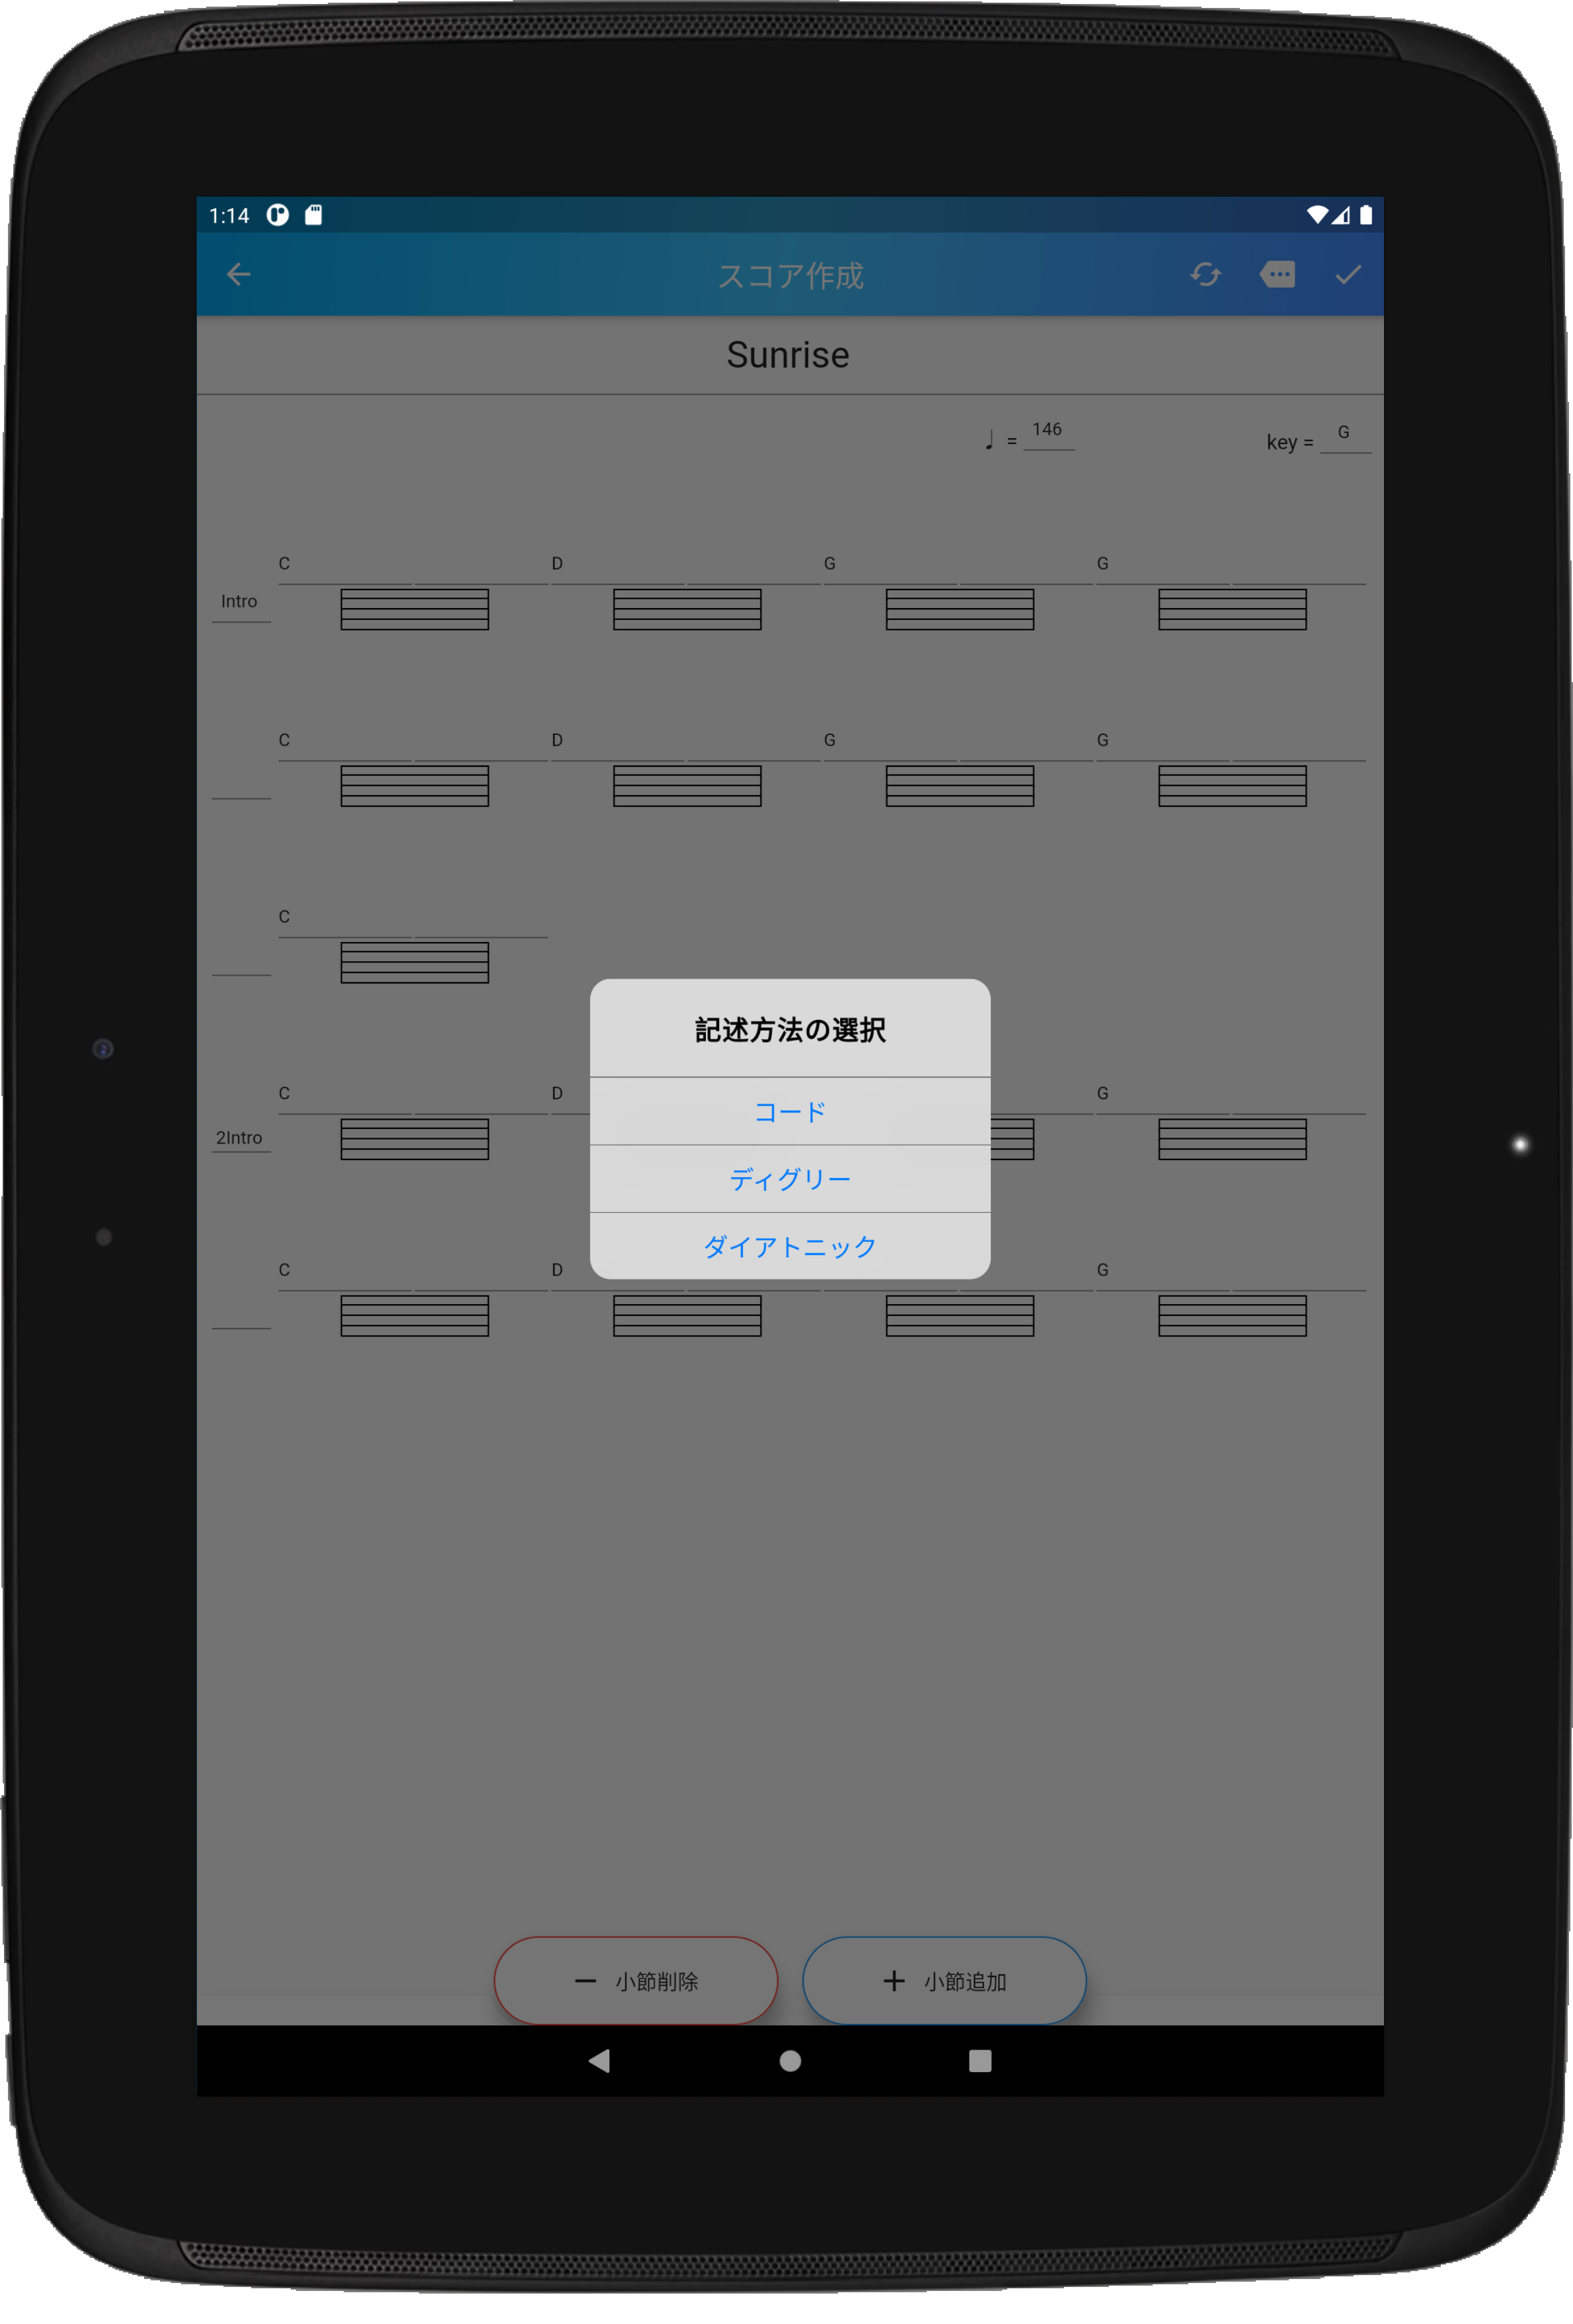 1:14
スコア作成
Sunrise
♩ = 146 key = G
C D G G
Intro
C D G G
C
記述方法の選択
コード
ディグリー
ダイアトニック
C D G
2Intro
C D G
小節削除 小節追加